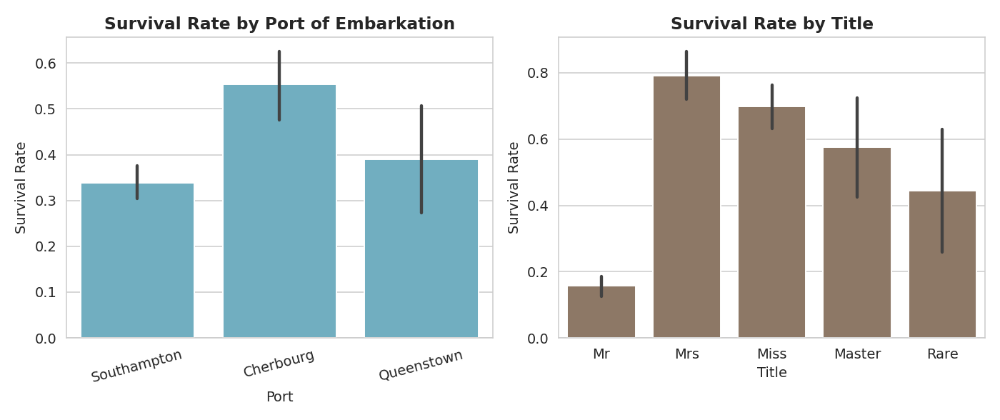 Survival Rate by Port of Embarkation
Survival Rate
0.6
0.5
0.4
0.3
0.2
0.1
0.0
Southampton
Cherbourg
Queenstown
Port
Survival Rate by Title
Survival Rate
0.8
0.6
0.4
0.2
0.0
Mr
Mrs
Miss
Master
Rare
Title